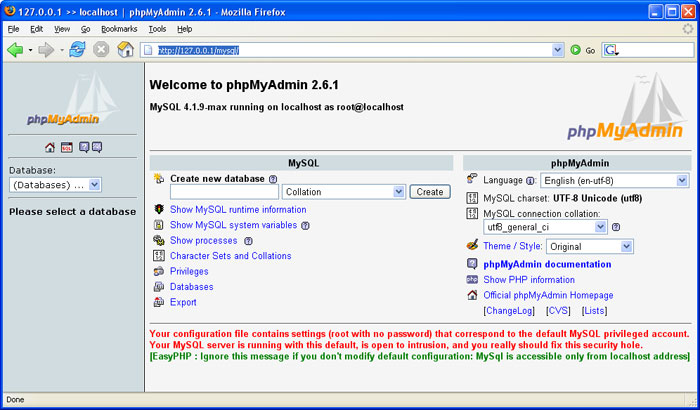 127.0.0.1 >> localhost | phpMyAdmin 2.6.1 - Mozilla Firefox
File Edit View Go Bookmarks Tools Help
http://127.0.0.1/mysql/
Go
G
phpMyAdmin
SQL
Database:
(Databases) ...
Please select a database
Welcome to phpMyAdmin 2.6.1
MySQL 4.1.9-max running on localhost as root@localhost
phpMyAdmin
MySQL
Create new database
Collation
Create
Show MySQL runtime information
Show MySQL system variables
Show processes
Character Sets and Collations
Privileges
Databases
Export
phpMyAdmin
Language : English (en-utf-8)
MySQL charset: UTF-8 Unicode (utf8)
MySQL connection collation:
utf8_general_ci
Theme / Style: Original
phpMyAdmin documentation
Show PHP information
Official phpMyAdmin Homepage
[ChangeLog] [CVS] [Lists]
Your configuration file contains settings (root with no password) that correspond to the default MySQL privileged account.
Your MySQL server is running with this default, is open to intrusion, and you really should fix this security hole.
[EasyPHP : Ignore this message if you don't modify default configuration: MySql is accessible only from localhost address]
Done